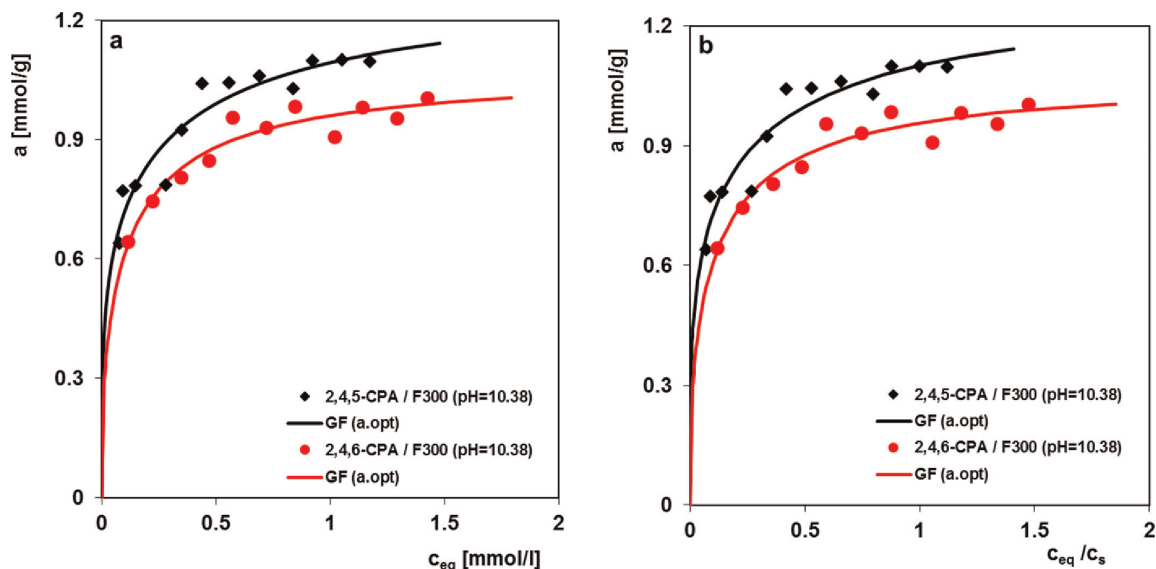 a
a [mmol/g]
1.2
0.9
0.6
0.3
0
0 0.5 1 1.5 2
c_eq [mmol/l]
2,4,5-CPA / F300 (pH=10.38)
GF (a.opt)
2,4,6-CPA / F300 (pH=10.38)
GF (a.opt)
b
a [mmol/g]
1.2
0.9
0.6
0.3
0
0 0.5 1 1.5 2
c_eq /c_s
2,4,5-CPA / F300 (pH=10.38)
GF (a.opt)
2,4,6-CPA / F300 (pH=10.38)
GF (a.opt)